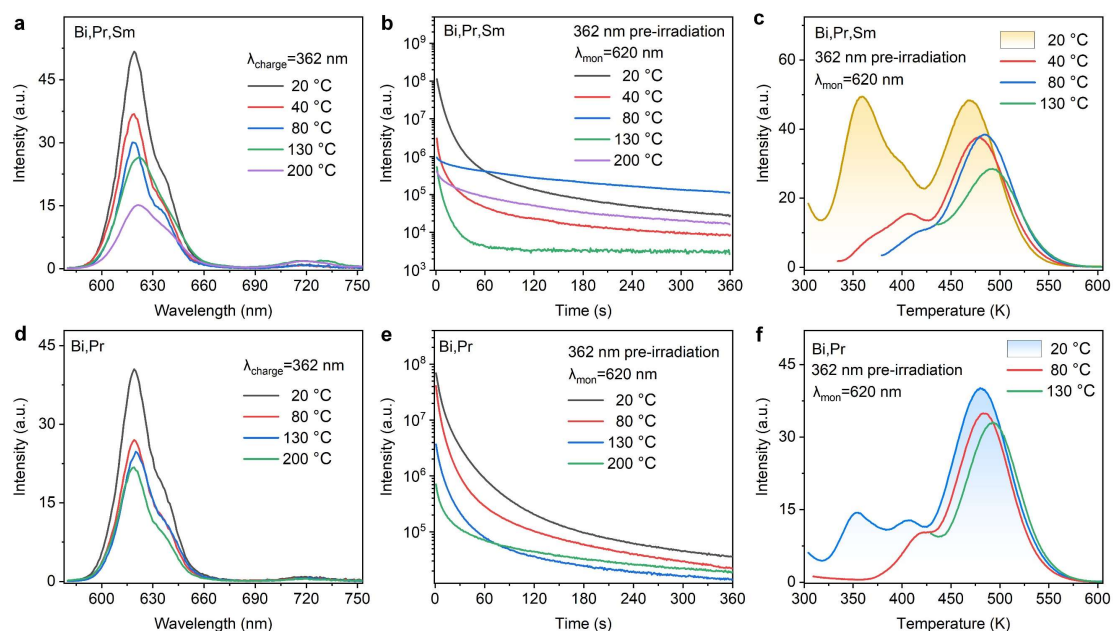 a
Bi,Pr,Sm
λcharge=362 nm
20 °C
40 °C
80 °C
130 °C
200 °C
Intensity (a.u.)
0
15
30
45
600 630 660 690 720 750
Wavelength (nm)
b
Bi,Pr,Sm
362 nm pre-irradiation
λmon=620 nm
20 °C
40 °C
80 °C
130 °C
200 °C
Intensity (a.u.)
10⁹
10⁸
10⁷
10⁶
10⁵
10⁴
10³
0 60 120 180 240 300 360
Time (s)
c
Bi,Pr,Sm
362 nm pre-irradiation
λmon=620 nm
20 °C
40 °C
80 °C
130 °C
Intensity (a.u.)
60
40
20
0
300 350 400 450 500 550 600
Temperature (K)
d
Bi,Pr
λcharge=362 nm
20 °C
80 °C
130 °C
200 °C
Intensity (a.u.)
45
30
15
0
600 630 660 690 720 750
Wavelength (nm)
e
Bi,Pr
362 nm pre-irradiation
λmon=620 nm
20 °C
80 °C
130 °C
200 °C
Intensity (a.u.)
10⁸
10⁷
10⁶
10⁵
0 60 120 180 240 300 360
Time (s)
f
Bi,Pr
362 nm pre-irradiation
λmon=620 nm
20 °C
80 °C
130 °C
Intensity (a.u.)
45
30
15
0
300 350 400 450 500 550 600
Temperature (K)